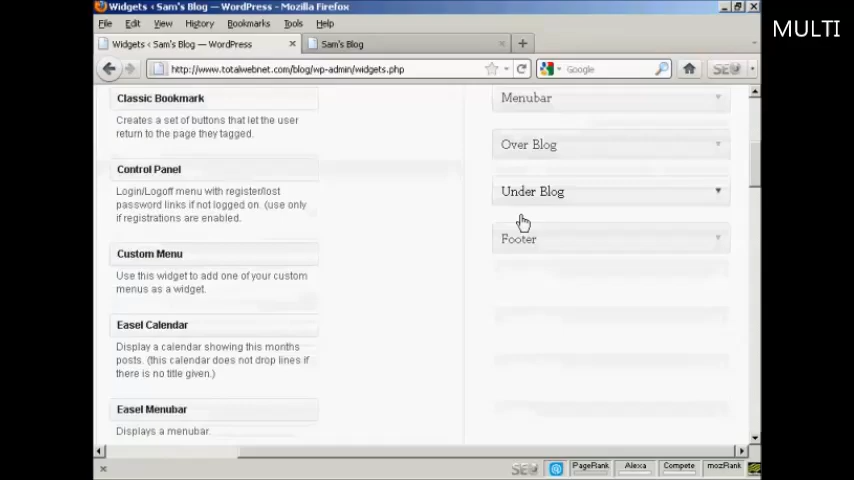 Widgets ‹ Sam's Blog — WordPress - Mozilla Firefox
MULTI
File Edit View History Bookmarks Tools Help
Widgets ‹ Sam's Blog — WordPress
Sam's Blog
http://www.totalwebnet.com/blog/wp-admin/widgets.php
Google
SEO
Classic Bookmark
Creates a set of buttons that let the user
return to the page they tagged.
Control Panel
Login/Logoff menu with register/lost
password links if not logged on. (use only
if registrations are enabled.
Custom Menu
Use this widget to add one of your custom
menus as a widget.
Easel Calendar
Display a calendar showing this months
posts. (this calendar does not drop lines if
there is no title given.)
Easel Menubar
Displays a menubar.
Menubar
Over Blog
Under Blog
Footer
SEO
PageRank
Alexa
Compete
mozRank